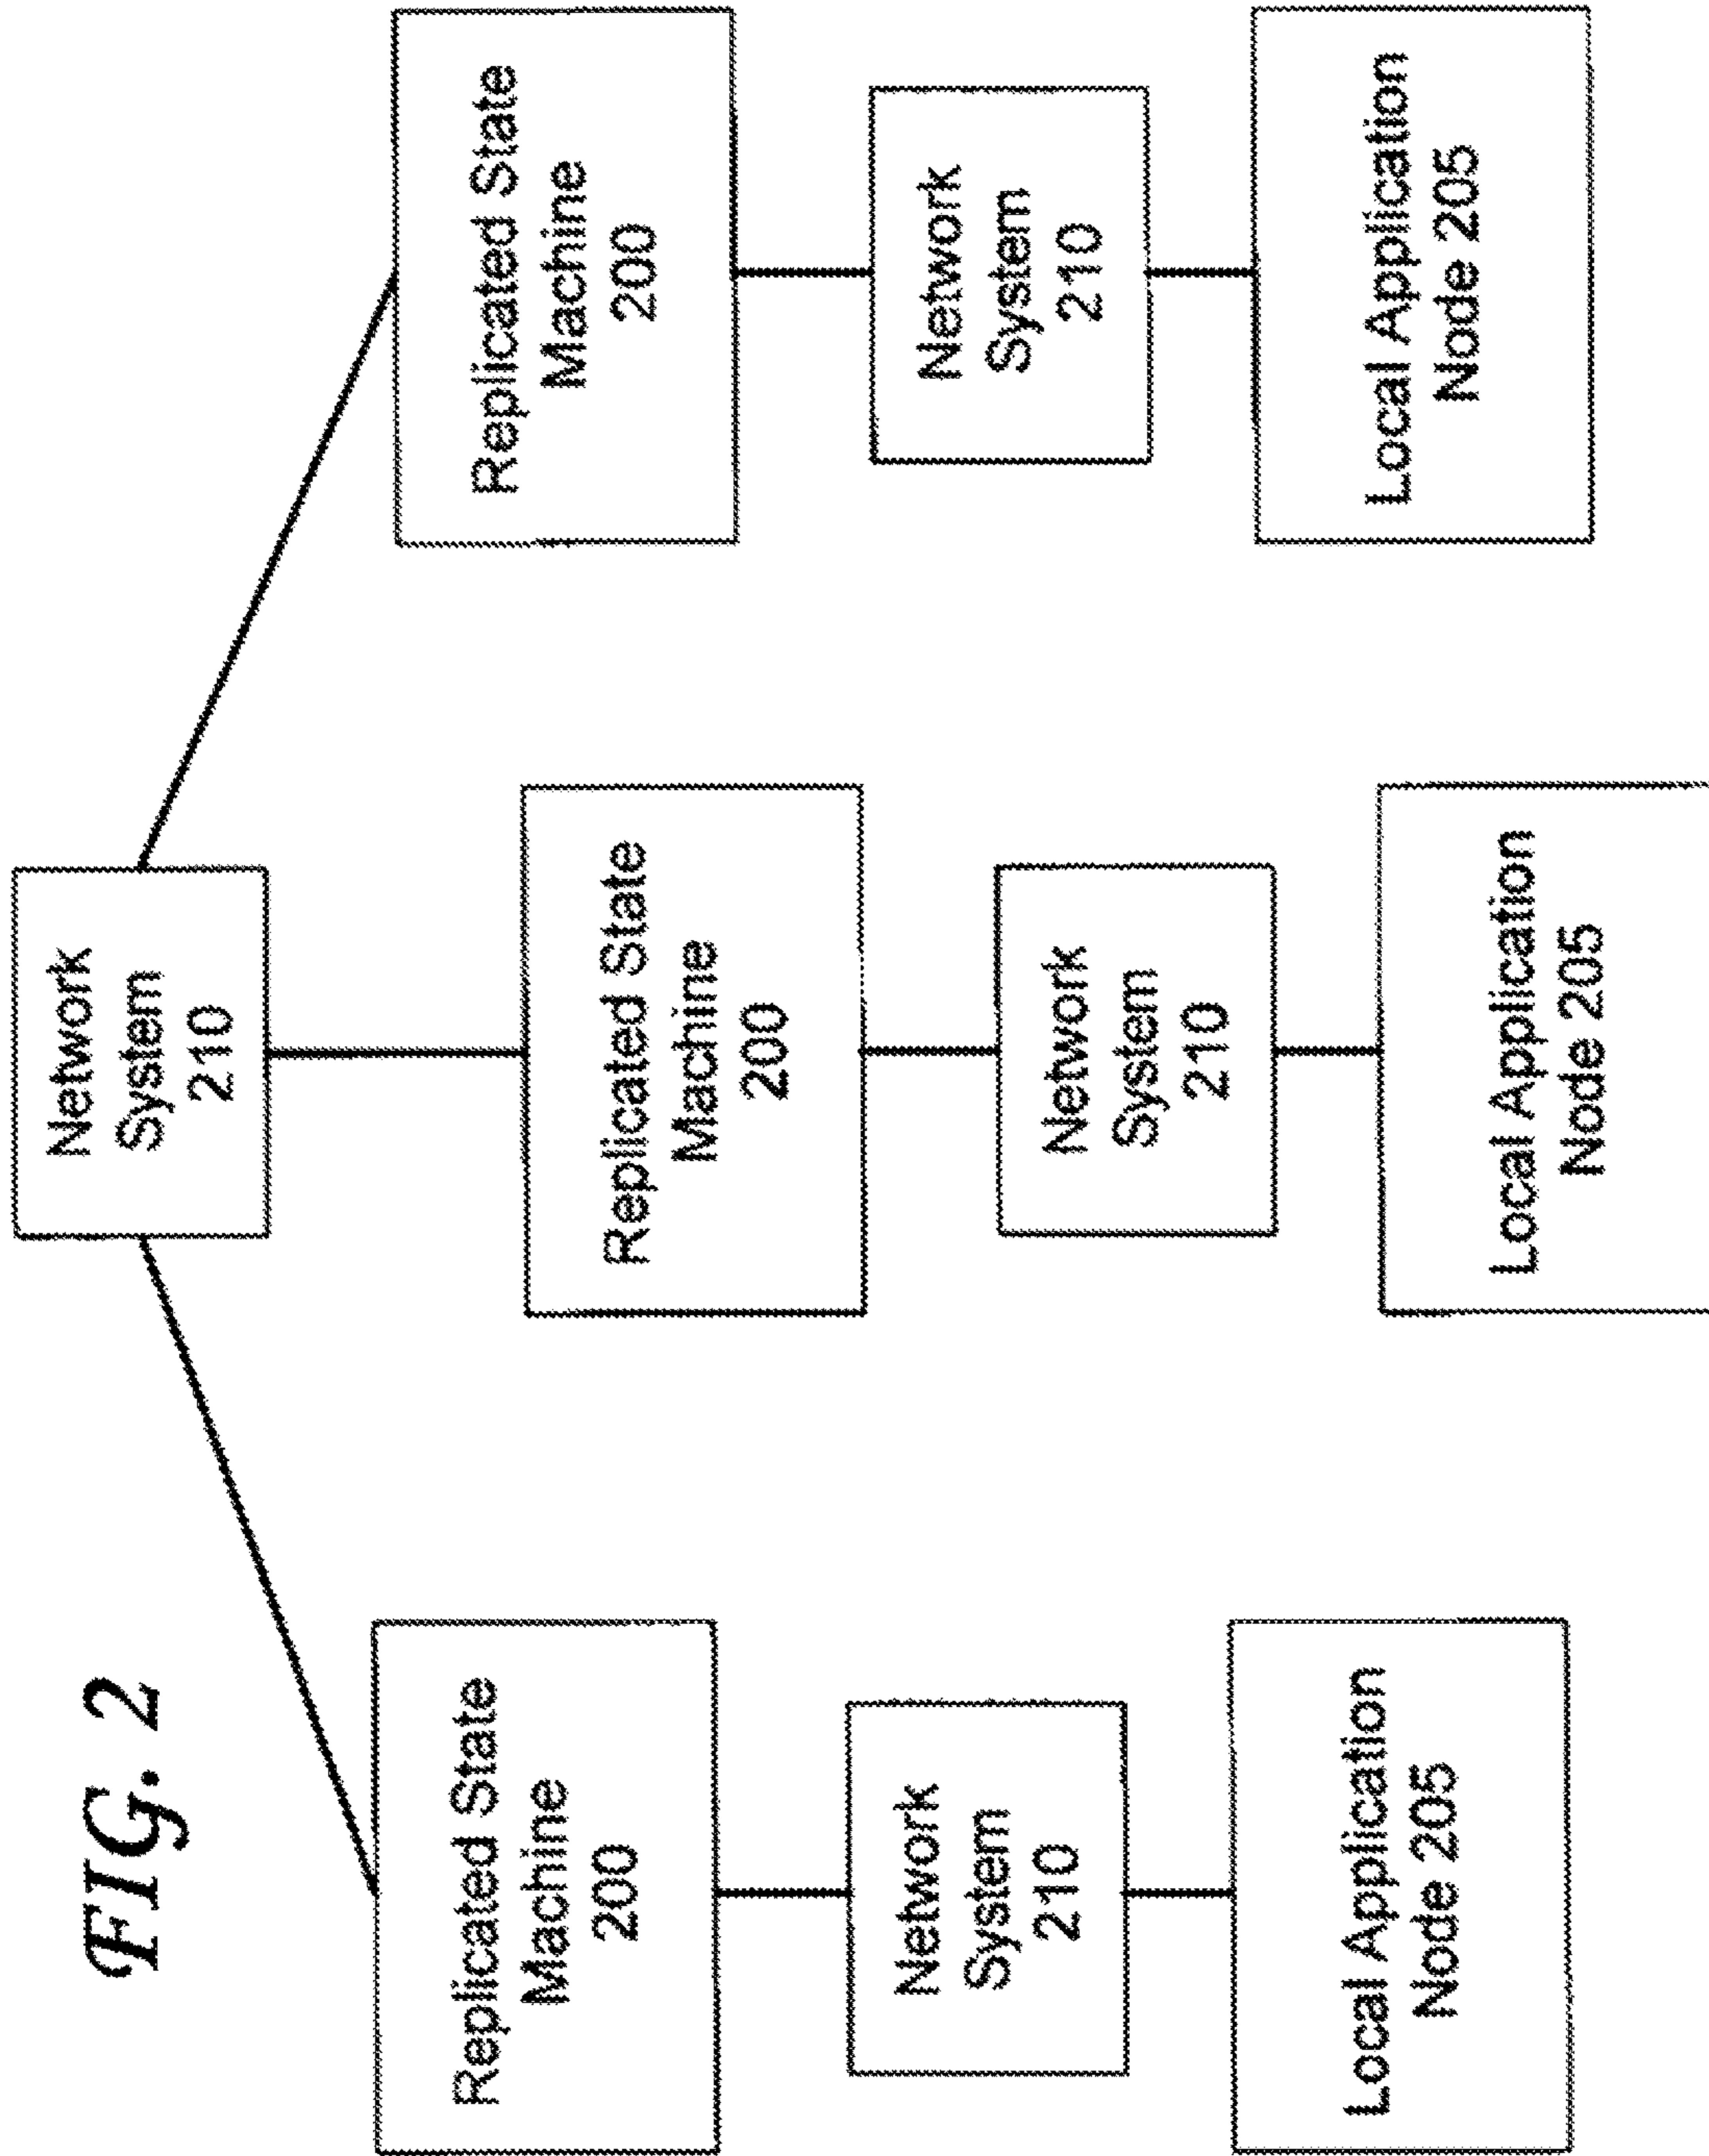 FIG. 2
Network
System
210
Replicated State
Machine
200
Network
System
210
Local Application
Node 205
Replicated State
Machine
200
Network
System
210
Local Application
Node 205
Replicated State
Machine
200
Network
System
210
Local Application
Node 205